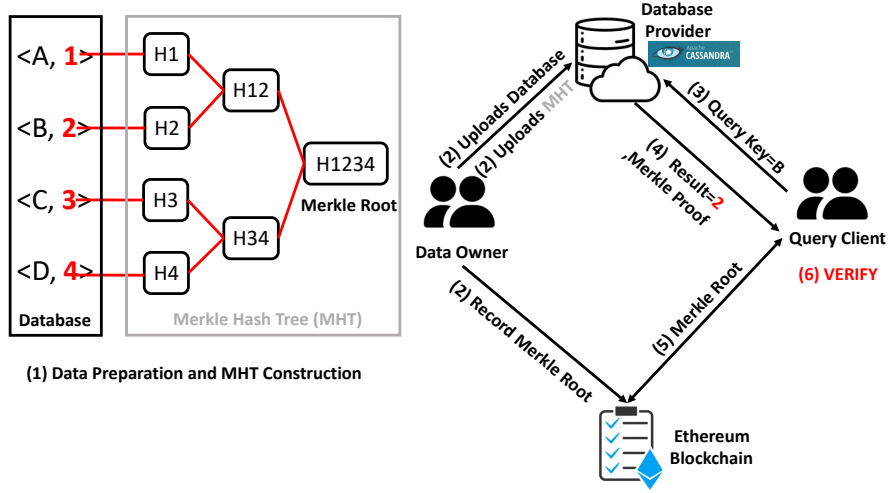 <A, 1>
<B, 2>
<C, 3>
<D, 4>
Database
H1
H2
H3
H4
H12
H34
H1234
Merkle Root
Merkle Hash Tree (MHT)
(1) Data Preparation and MHT Construction
Database
Provider
Apache
CASSANDRA
(2) Uploads Database
(2) Uploads MHT
(3) Query Key=B
(4) Result=2
,Merkle Proof
Data Owner
Query Client
(6) VERIFY
(2) Record Merkle Root
(5) Merkle Root
Ethereum
Blockchain